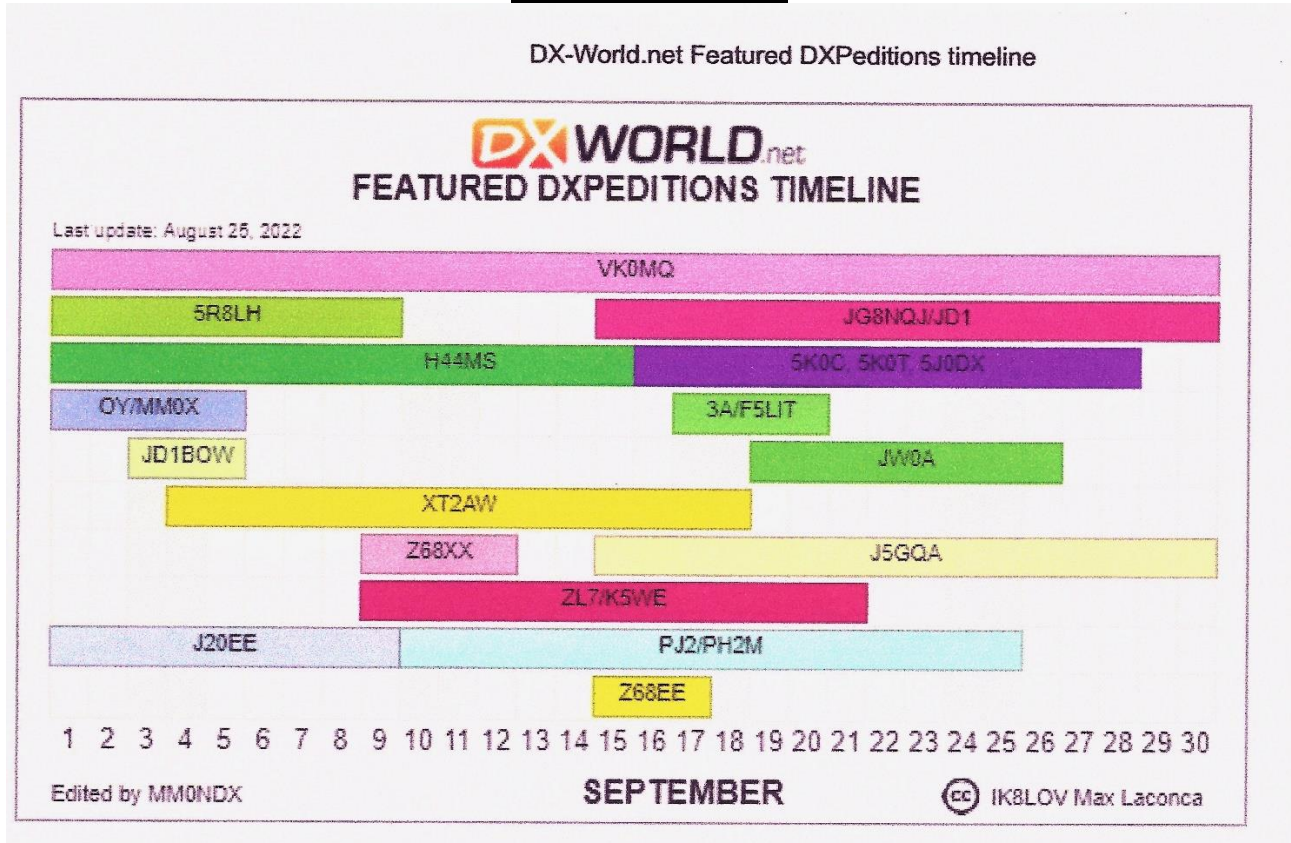 DX-World.net Featured DXPeditions timeline
DXWORLD.net
FEATURED DXPEDITIONS TIMELINE
Last update: August 25, 2022
VK0MQ
5R8LH JG8NQJ/JD1
H44MS 5K0C, 5K0T, 5J0DX
OY/MM0X 3A/F5LIT
JD1BOW JW0A
XT2AW
Z68XX J5GQA
ZL7/K5WE
J20EE PJ2/PH2M
Z68EE
1 2 3 4 5 6 7 8 9 10 11 12 13 14 15 16 17 18 19 20 21 22 23 24 25 26 27 28 29 30
Edited by MM0NDX SEPTEMBER cc IK8LOV Max Laconca